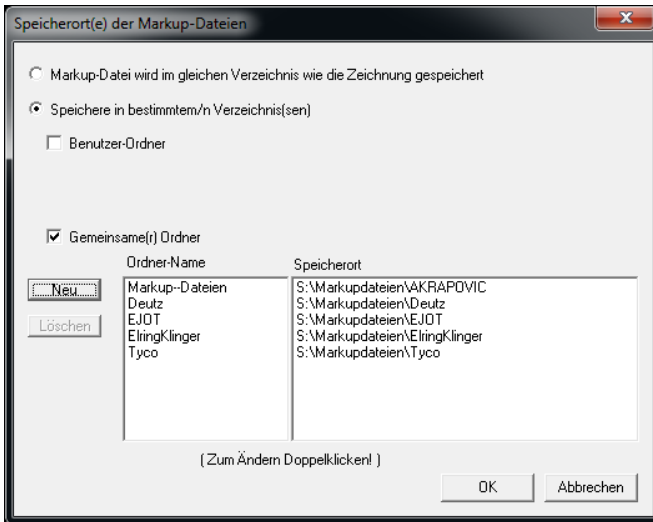 Speicherort(e) der Markup-Dateien
Markup-Datei wird im gleichen Verzeichnis wie die Zeichnung gespeichert
Speichere in bestimmtem/n Verzeichnis(sen)
Benutzer-Ordner
Gemeinsame(r) Ordner
Ordner-Name Speicherort
Neu...
Löschen
Markup--Dateien S:\Markupdateien\AKRAPOVIC
Deutz S:\Markupdateien\Deutz
EJOT S:\Markupdateien\EJOT
ElringKlinger S:\Markupdateien\ElringKlinger
Tyco S:\Markupdateien\Tyco
( Zum Ändern Doppelklicken! )
OK Abbrechen